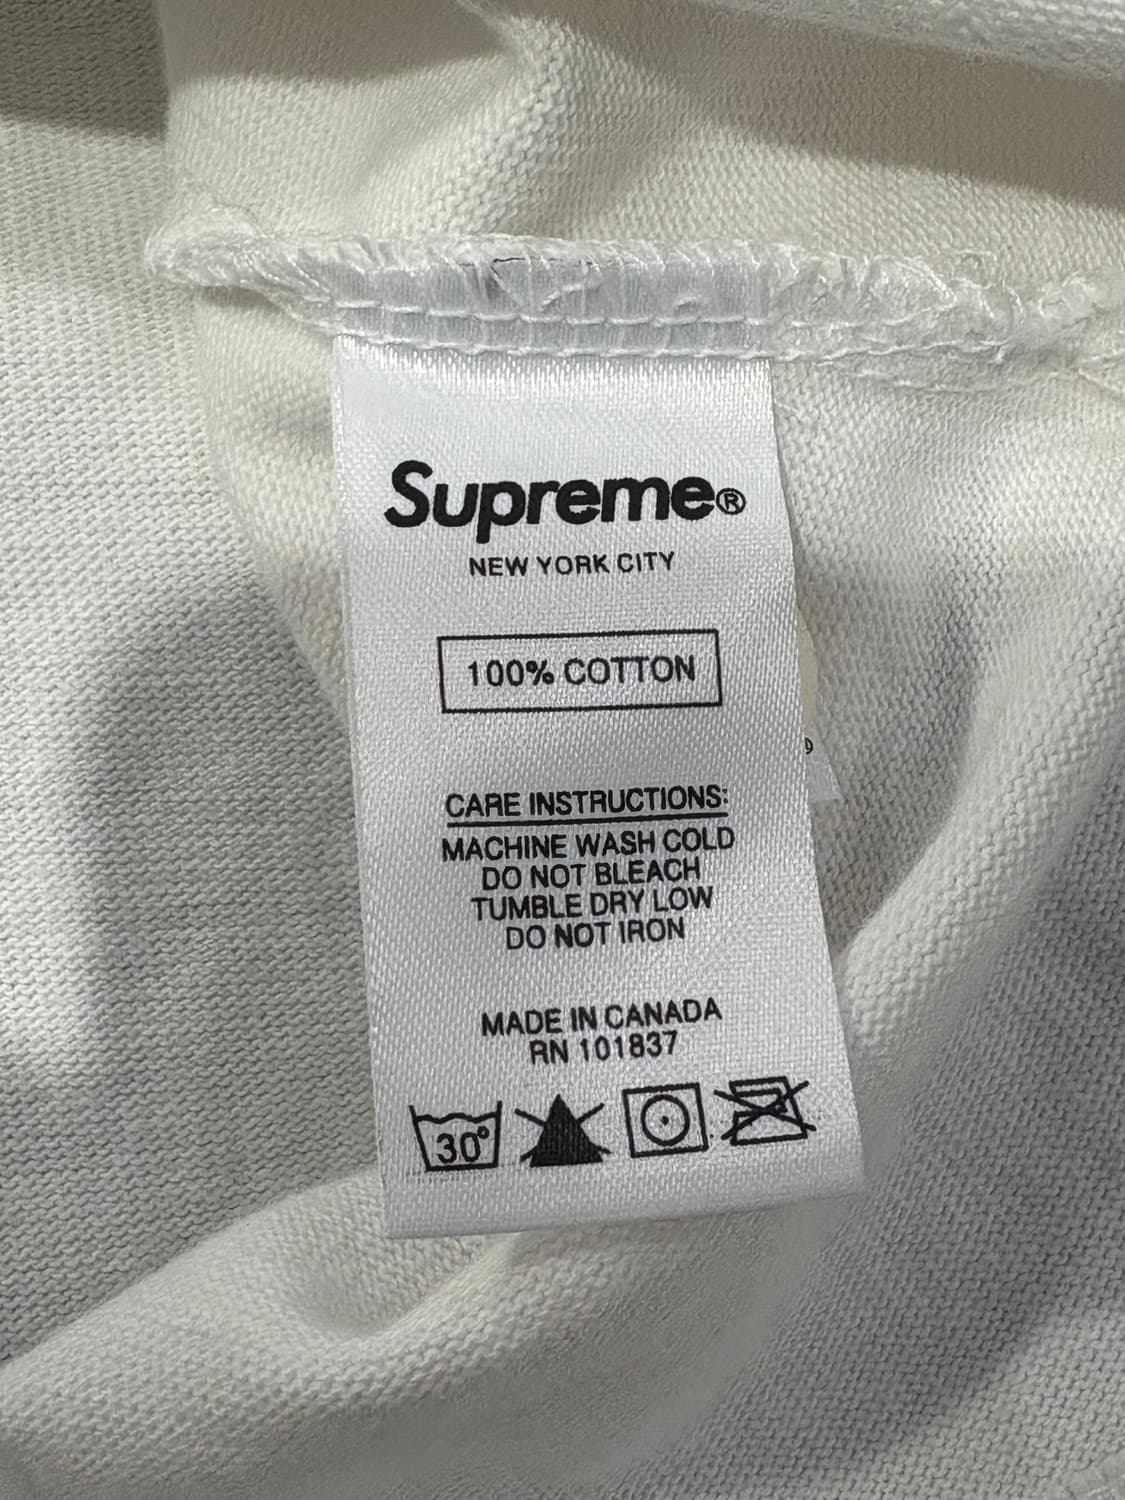 Supreme®
NEW YORK CITY
100% COTTON
CARE INSTRUCTIONS:
MACHINE WASH COLD
DO NOT BLEACH
TUMBLE DRY LOW
DO NOT IRON
MADE IN CANADA
RN 101837
30°